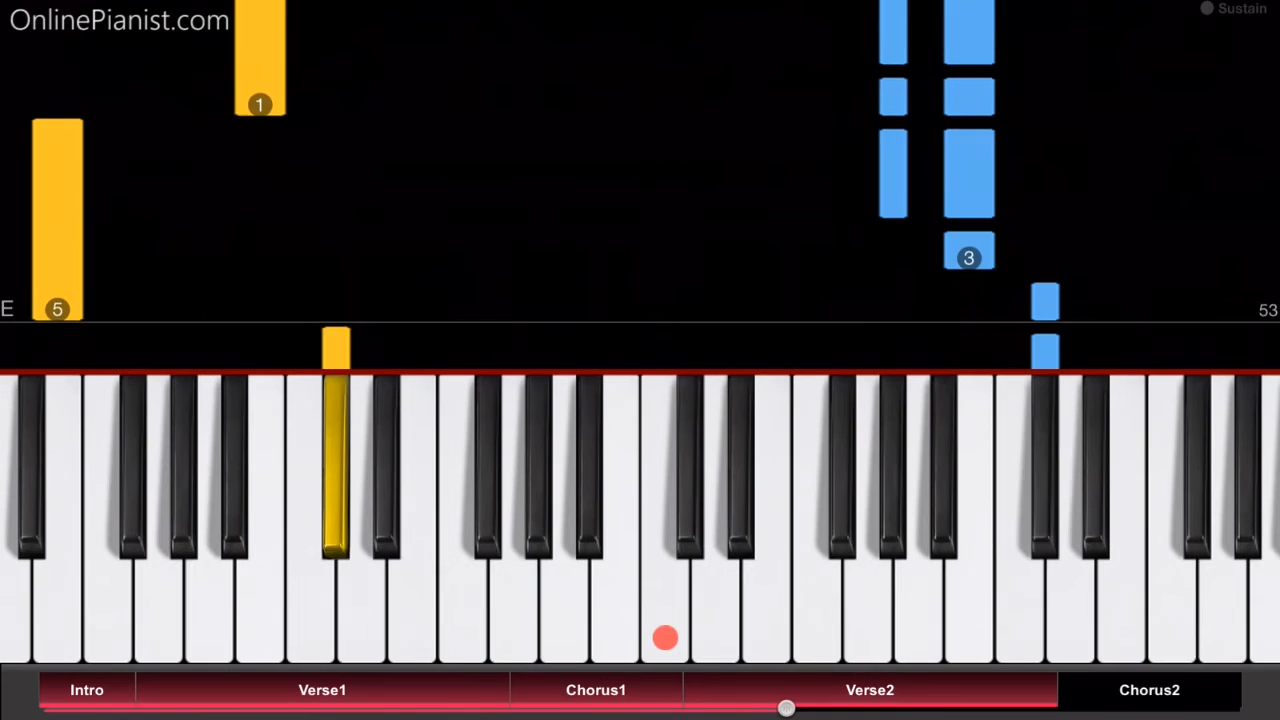 OnlinePianist.com
Sustain
1
3
5
E
53
Intro
Verse1
Chorus1
Verse2
Chorus2